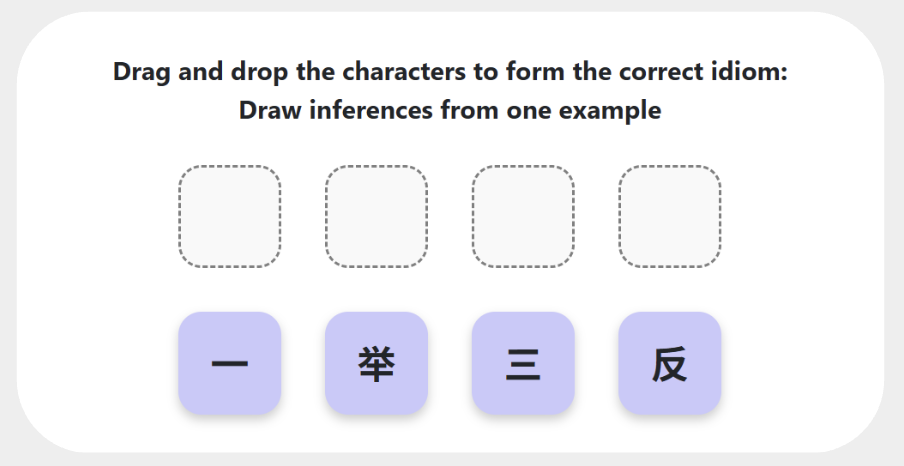 Drag and drop the characters to form the correct idiom:
Draw inferences from one example
一 举 三 反